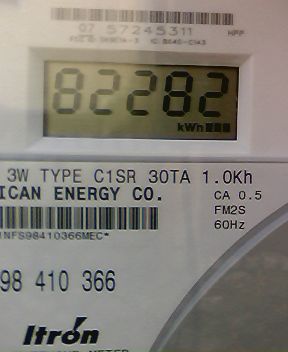 07 57245311
82282
kWh
3W TYPE C1SR 30TA 1.0Kh
ICAN ENERGY CO.
CA 0.5
FM2S
60Hz
INFS98410366MEC*
98 410 366
Itron